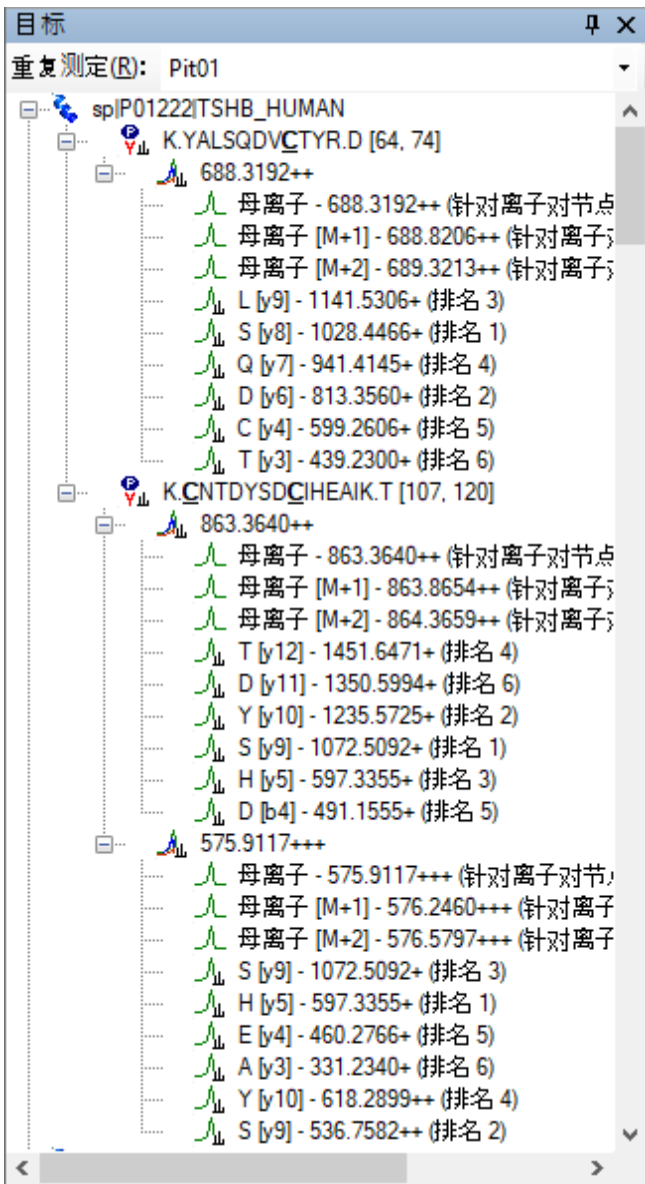 目标
重复测定(R): Pit01
sp|P01222|TSHB_HUMAN
K.YALSQDVCTYR.D [64, 74]
688.3192++
母离子 - 688.3192++ (针对离子对节点
母离子 [M+1] - 688.8206++ (针对离子
母离子 [M+2] - 689.3213++ (针对离子
L [y9] - 1141.5306+ (排名 3)
S [y8] - 1028.4466+ (排名 1)
Q [y7] - 941.4145+ (排名 4)
D [y6] - 813.3560+ (排名 2)
C [y4] - 599.2606+ (排名 5)
T [y3] - 439.2300+ (排名 6)
K.CNTDYSDCIHEAIK.T [107, 120]
863.3640++
母离子 - 863.3640++ (针对离子对节点
母离子 [M+1] - 863.8654++ (针对离子
母离子 [M+2] - 864.3659++ (针对离子
T [y12] - 1451.6471+ (排名 4)
D [y11] - 1350.5994+ (排名 6)
Y [y10] - 1235.5725+ (排名 2)
S [y9] - 1072.5092+ (排名 1)
H [y5] - 597.3355+ (排名 3)
D [b4] - 491.1555+ (排名 5)
575.9117+++
母离子 - 575.9117+++ (针对离子对节
母离子 [M+1] - 576.2460+++ (针对离子
母离子 [M+2] - 576.5797+++ (针对离子
S [y9] - 1072.5092+ (排名 3)
H [y5] - 597.3355+ (排名 1)
E [y4] - 460.2766+ (排名 5)
A [y3] - 331.2340+ (排名 6)
Y [y10] - 618.2899++ (排名 4)
S [y9] - 536.7582++ (排名 2)